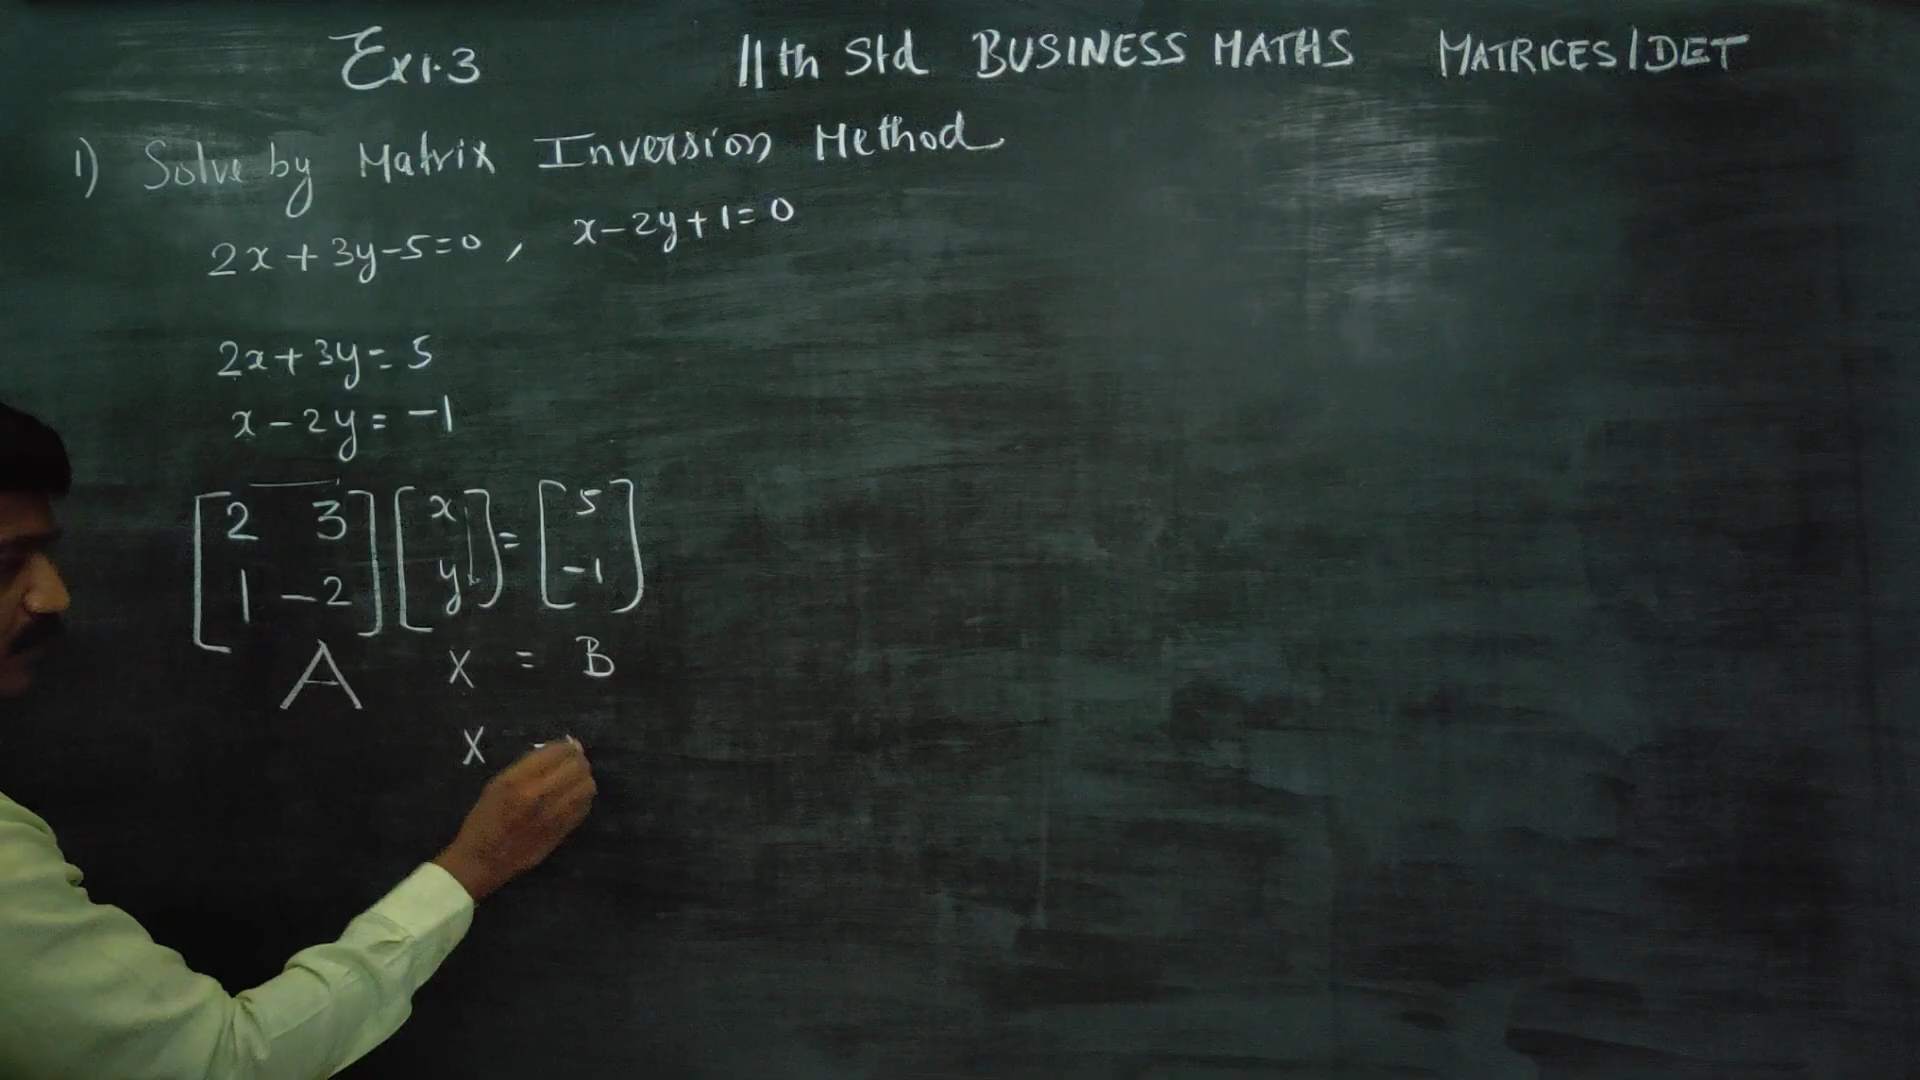 Ex 1.3 11th Std BUSINESS MATHS MATRICES/DET
1) Solve by Matrix Inversion Method
2x+3y-5=0, x-2y+1=0
2x+3y=5
x-2y=-1
[2 3] [x] = [5]
[1 -2] [y] [-1]
A X = B
X =